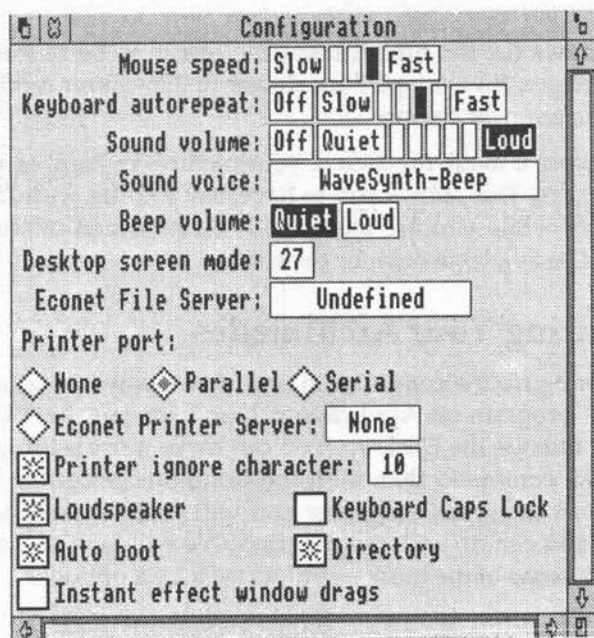 Configuration
Mouse speed: Slow Fast
Keyboard autorepeat: Off Slow Fast
Sound volume: Off Quiet Loud
Sound voice: WaveSynth-Beep
Beep volume: Quiet Loud
Desktop screen mode: 27
Econet File Server: Undefined
Printer port:
None Parallel Serial
Econet Printer Server: None
Printer ignore character: 10
Loudspeaker Keyboard Caps Lock
Auto boot Directory
Instant effect window drags